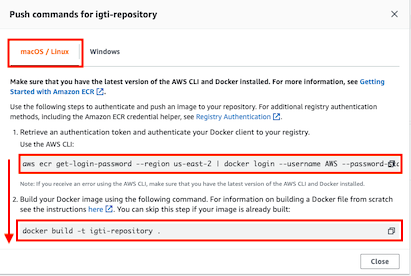 Push commands for igti-repository
macOS / Linux
Windows
Make sure that you have the latest version of the AWS CLI and Docker installed. For more information, see Getting
Started with Amazon ECR
Use the following steps to authenticate and push an image to your repository. For additional registry authentication
methods, including the Amazon ECR credential helper, see Registry Authentication
1. Retrieve an authentication token and authenticate your Docker client to your registry.
Use the AWS CLI:
aws ecr get-login-password --region us-east-2 | docker login --username AWS --password-
Note: If you receive an error using the AWS CLI, make sure that you have the latest version of the AWS CLI and Docker installed.
2. Build your Docker image using the following command. For information on building a Docker file from scratch
see the instructions here . You can skip this step if your image is already built:
docker build -t igti-repository .
Close